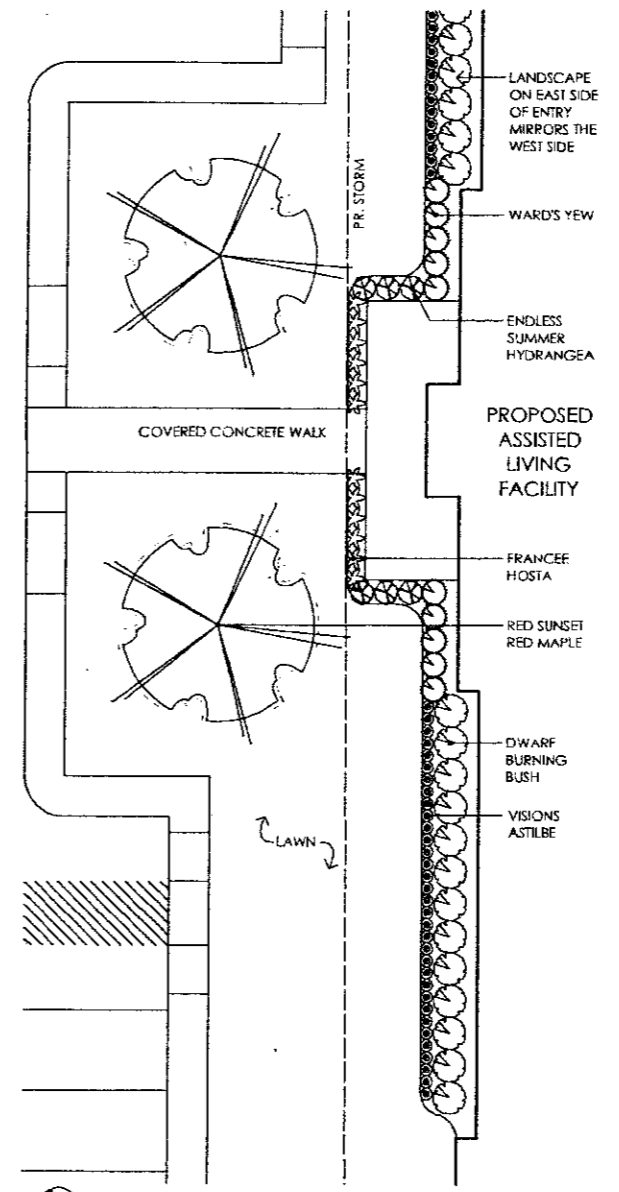 LANDSCAPE
ON EAST SIDE
OF ENTRY
MIRRORS THE
WEST SIDE
PR. STORM
WARD'S YEW
ENDLESS
SUMMER
HYDRANGEA
COVERED CONCRETE WALK
PROPOSED
ASSISTED
LIVING
FACILITY
FRANCEE
HOSTA
RED SUNSET
RED MAPLE
DWARF
BURNING
BUSH
VISIONS
ASTILBE
LAWN